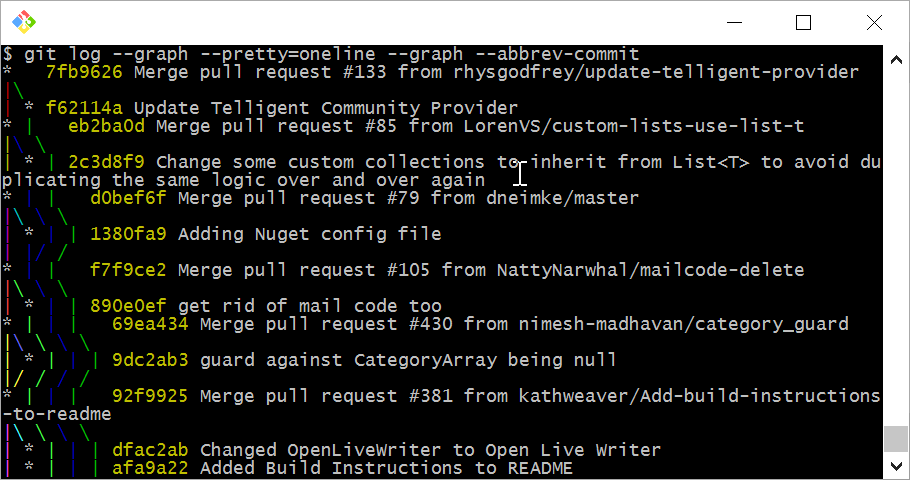 $ git log --graph --pretty=oneline --graph --abbrev-commit
*   7fb9626 Merge pull request #133 from rhysgodfrey/update-telligent-provider
|\
| * f62114a Update Telligent Community Provider
* |   eb2ba0d Merge pull request #85 from LorenVS/custom-lists-use-list-t
|\ \
| * | 2c3d8f9 Change some custom collections to inherit from List<T> to avoid du
plicating the same logic over and over again
* | |   d0bef6f Merge pull request #79 from dneimke/master
|\ \ \
| * | | 1380fa9 Adding Nuget config file
| |/ /
* | |   f7f9ce2 Merge pull request #105 from NattyNarwhal/mailcode-delete
|\ \ \
| * | | 890e0ef get rid of mail code too
* | | |   69ea434 Merge pull request #430 from nimesh-madhavan/category_guard
|\ \ \ \
| * | | | 9dc2ab3 guard against CategoryArray being null
|/ / / /
* | | |   92f9925 Merge pull request #381 from kathweaver/Add-build-instructions
-to-readme
|\ \ \ \
| * | | | dfac2ab Changed OpenLiveWriter to Open Live Writer
| * | | | afa9a22 Added Build Instructions to README